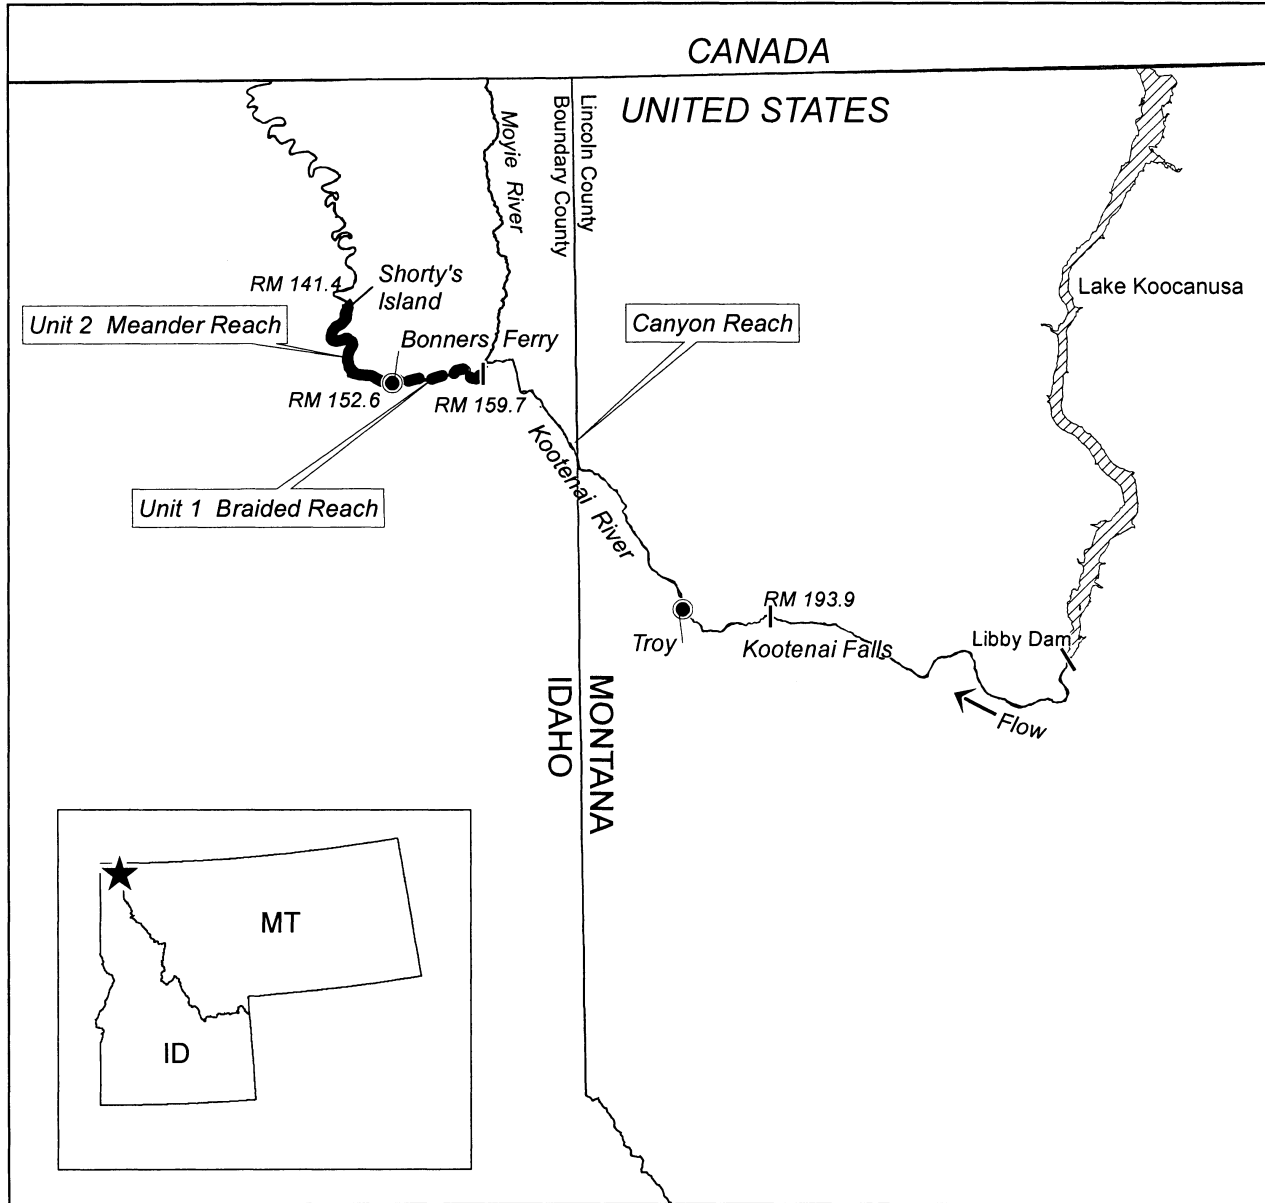 CANADA
UNITED STATES
Moyie River
Boundary County
Lincoln County
RM 141.4
Shorty's
Island
Lake Koocanusa
Unit 2 Meander Reach
Bonners Ferry
Canyon Reach
RM 152.6
RM 159.7
Kootenai River
Unit 1 Braided Reach
RM 193.9
Troy
Kootenai Falls
Libby Dam
Flow
IDAHO
MONTANA
MT
ID